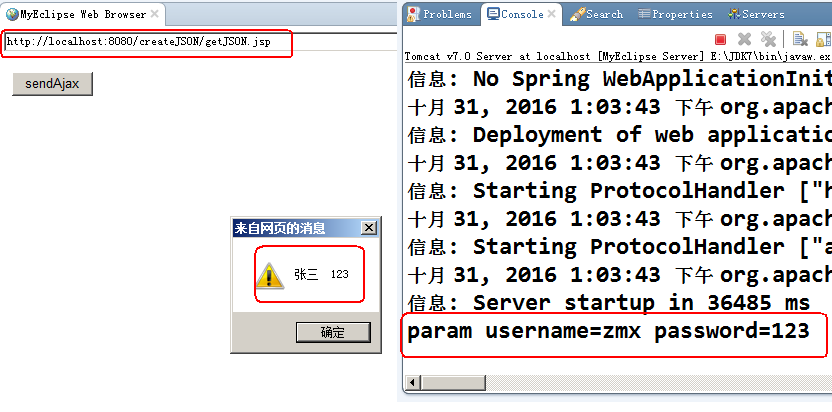 MyEclipse Web Browser
http://localhost:8080/createJSON/getJSON.jsp
sendAjax
来自网页的消息
张三 123
确定
Problems Console Search Properties Servers
Tomcat v7.0 Server at localhost [MyEclipse Server] E:\JDK7\bin\javaw.ex
信息: No Spring WebApplicationInit
十月 31, 2016 1:03:43 下午 org.apach
信息: Deployment of web applicatio
十月 31, 2016 1:03:43 下午 org.apach
信息: Starting ProtocolHandler ["h
十月 31, 2016 1:03:43 下午 org.apach
信息: Starting ProtocolHandler ["a
十月 31, 2016 1:03:43 下午 org.apach
信息: Server startup in 36485 ms
param username=zmx password=123